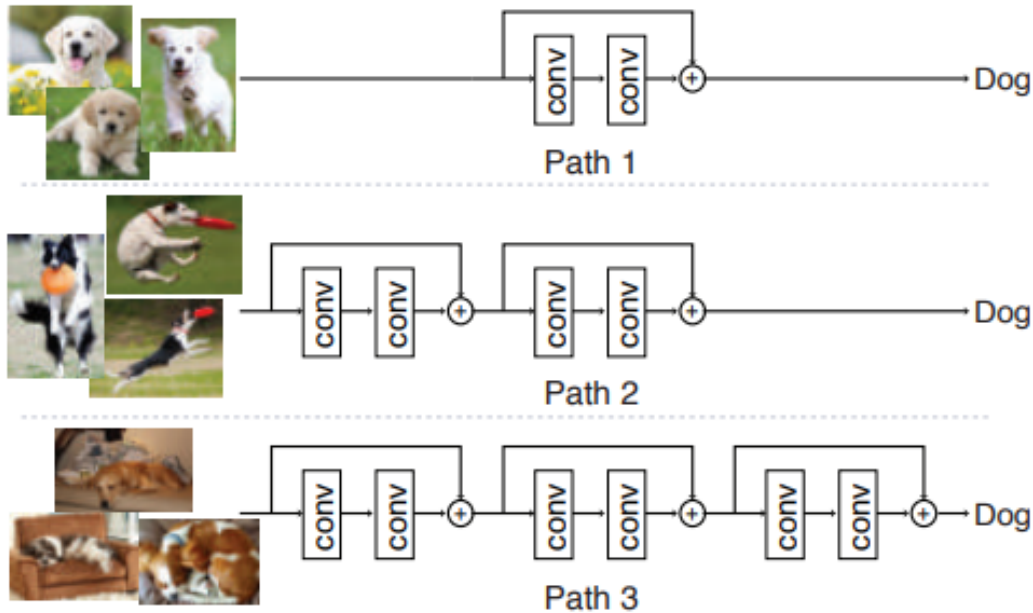 conv conv + Dog
Path 1
conv conv + conv conv + Dog
Path 2
conv conv + conv conv + conv conv + Dog
Path 3